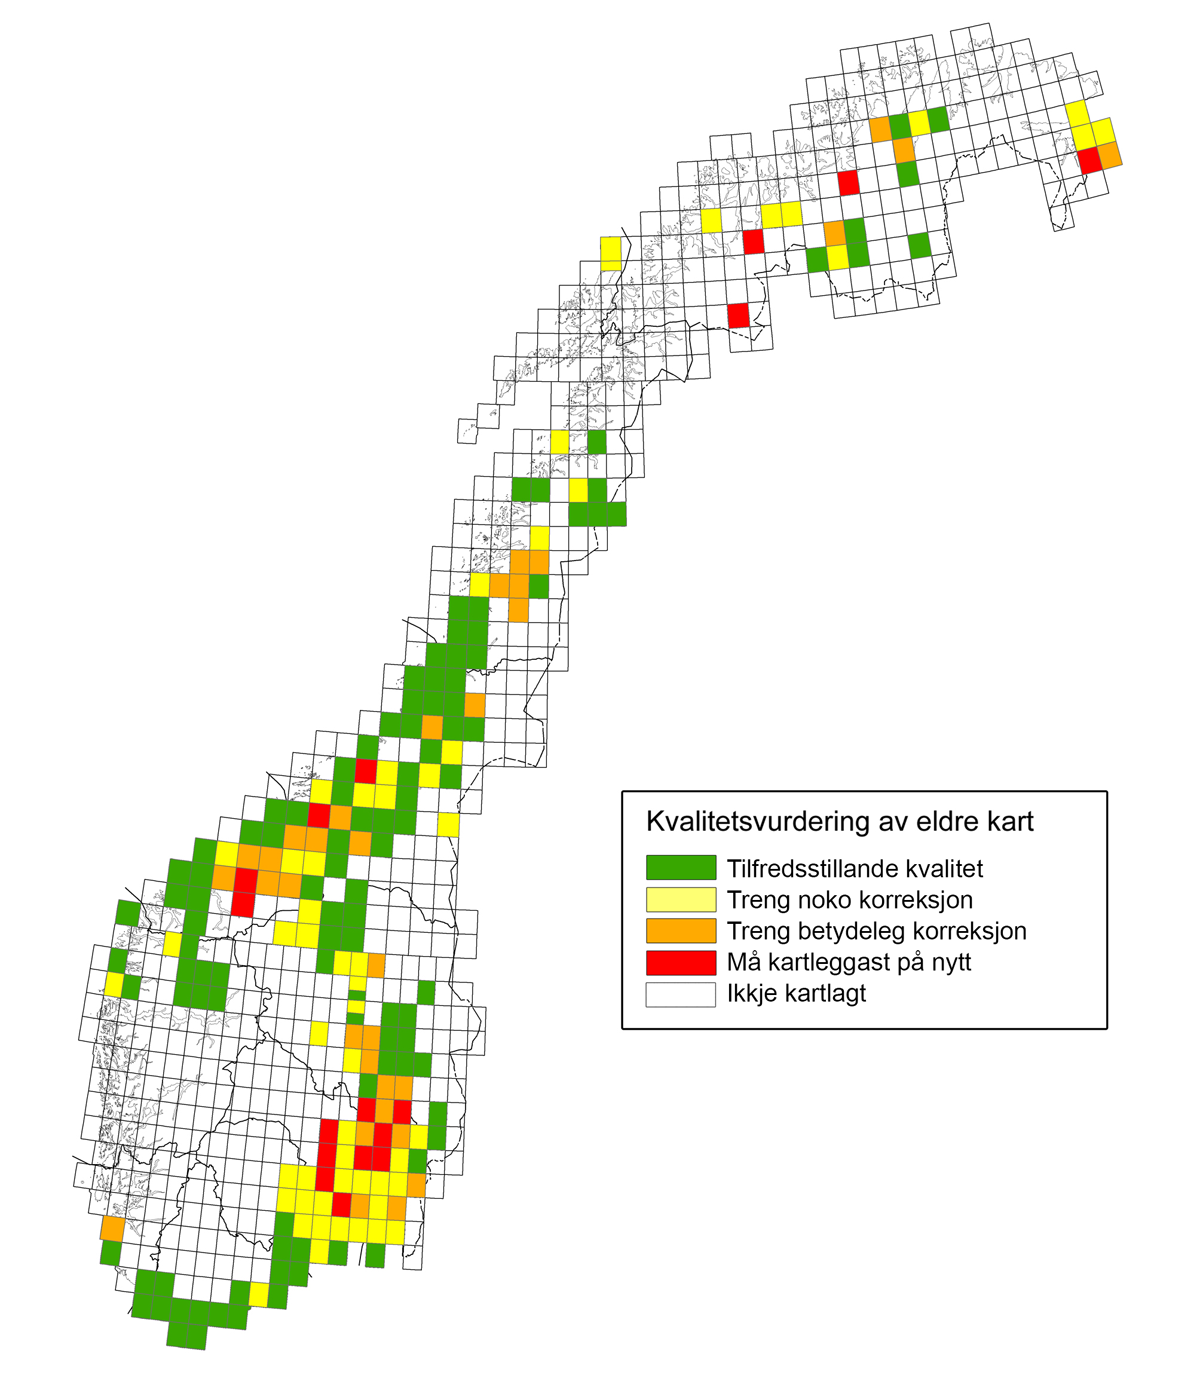 Kvalitetsvurdering av eldre kart
Tilfredsstillande kvalitet
Treng noko korreksjon
Treng betydeleg korreksjon
Må kartleggast på nytt
Ikkje kartlagt